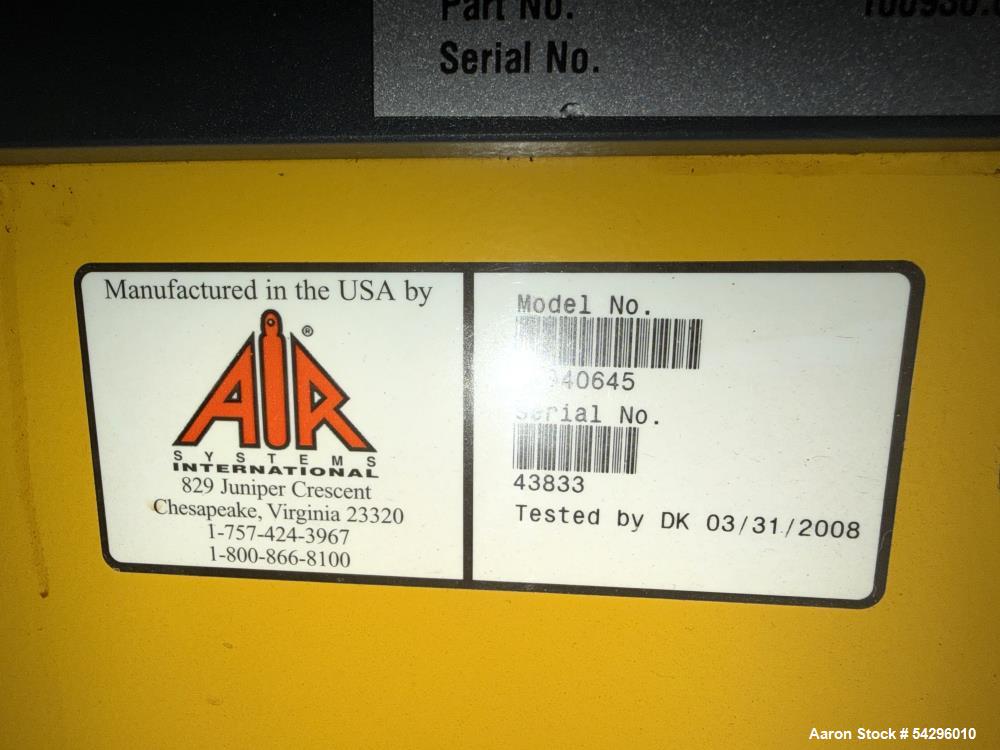 Part No.
Serial No.
Manufactured in the USA by
AIR®
SYSTEMS
INTERNATIONAL
829 Juniper Crescent
Chesapeake, Virginia 23320
1-757-424-3967
1-800-866-8100
Model No.
Serial No.
43833
Tested by DK 03/31/2008
Aaron Stock # 54296010